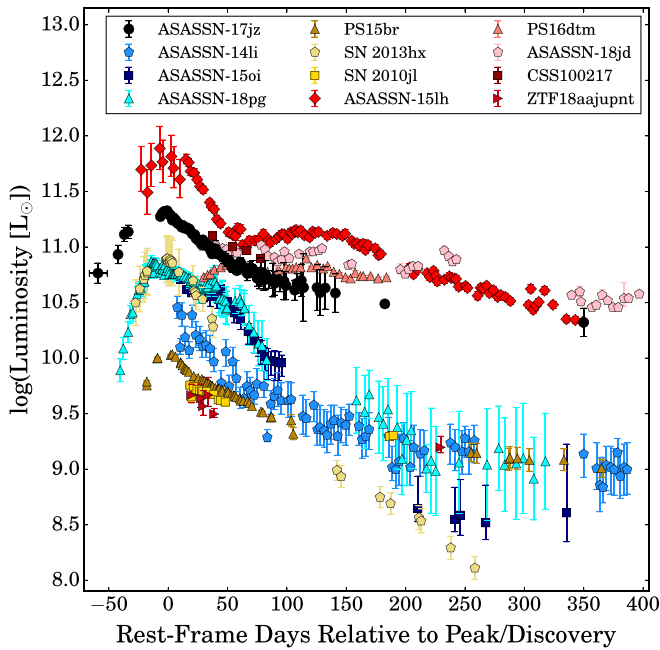 13.0
12.5
12.0
11.5
11.0
10.5
10.0
9.5
9.0
8.5
8.0
log(Luminosity [L☉])
ASASSN-17jz
ASASSN-14li
ASASSN-15oi
ASASSN-18pg
PS15br
SN 2013hx
SN 2010jl
ASASSN-15lh
PS16dtm
ASASSN-18jd
CSS100217
ZTF18aajupnt
−50 0 50 100 150 200 250 300 350 400
Rest-Frame Days Relative to Peak/Discovery